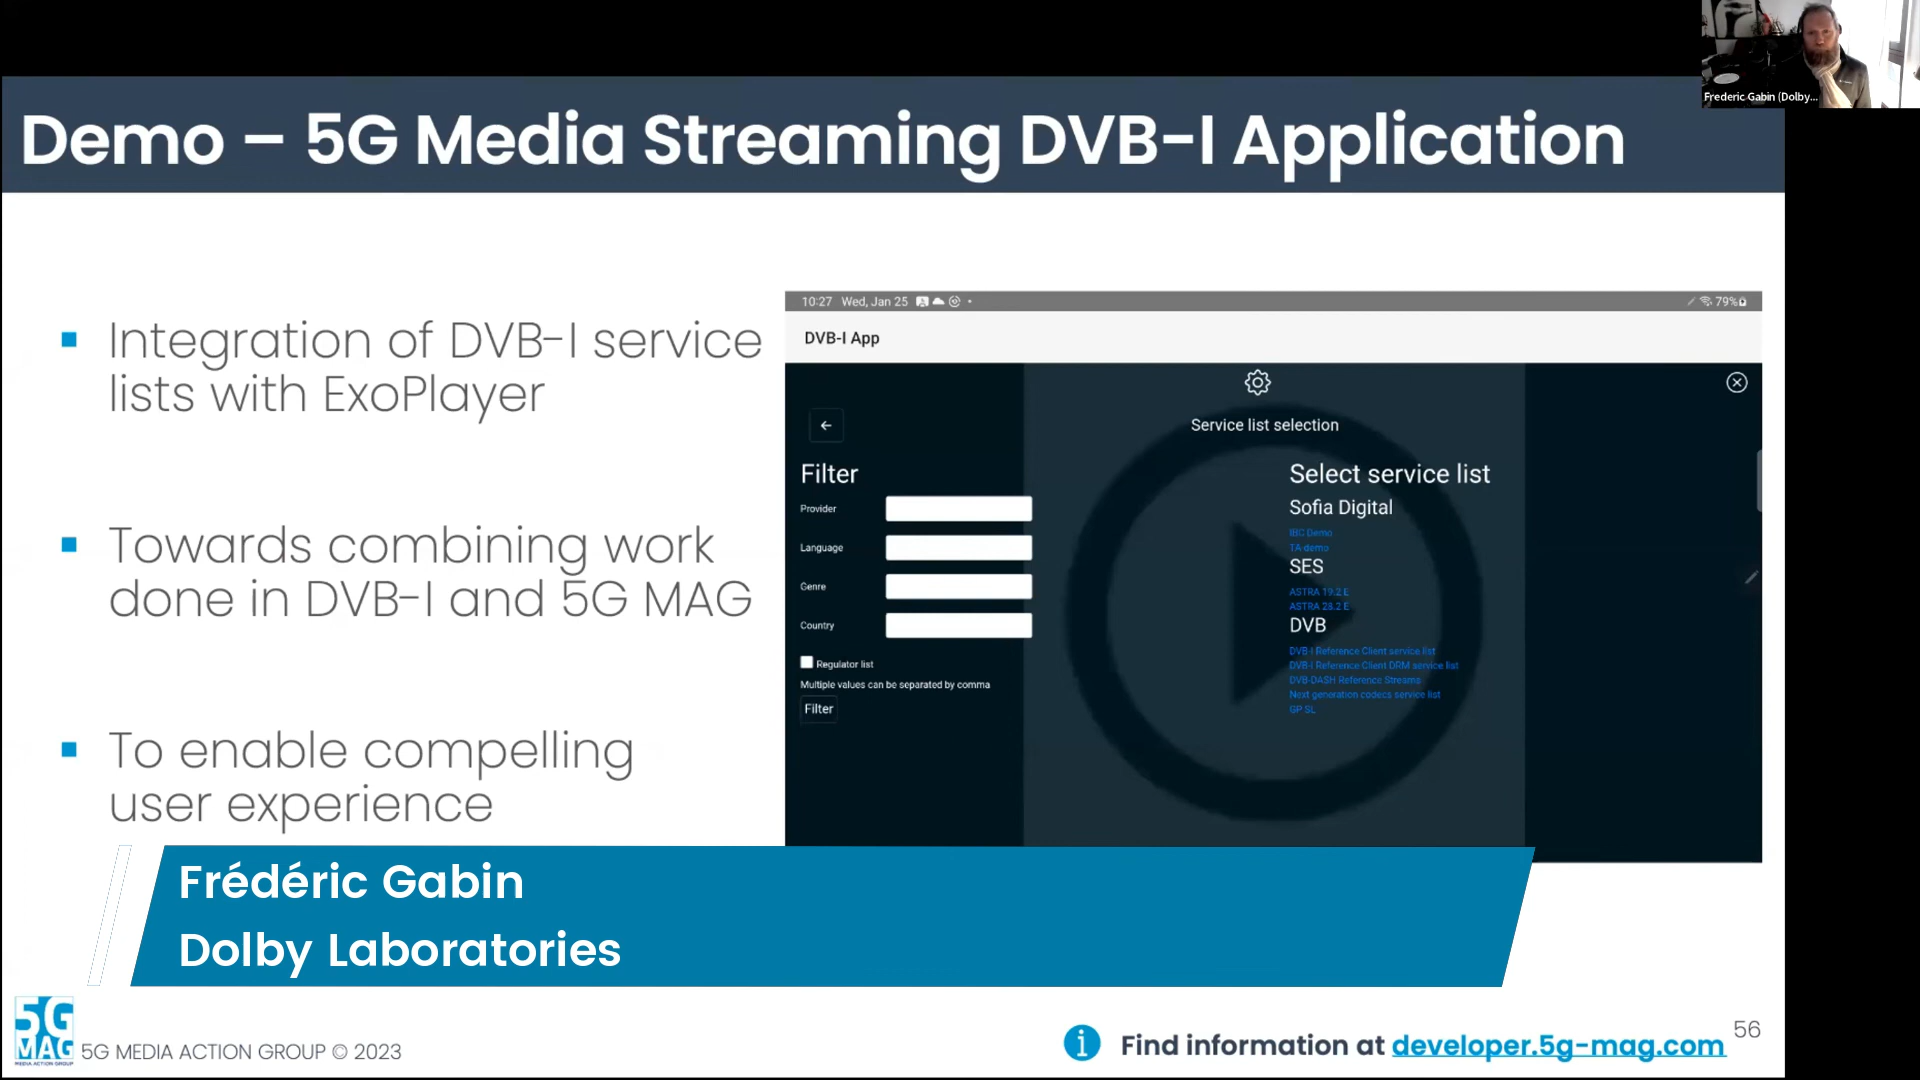 Frederic Gabin (Dolby...
Demo – 5G Media Streaming DVB-I Application
Integration of DVB-I service
lists with ExoPlayer
Towards combining work
done in DVB-I and 5G MAG
To enable compelling
user experience
10:27 Wed, Jan 25
79%
DVB-I App
Service list selection
Filter
Provider
Language
Genre
Country
Regulator list
Multiple values can be separated by comma
Filter
Select service list
Sofia Digital
IBC Demo
TA demo
SES
ASTRA 19.2 E
ASTRA 28.2 E
DVB
DVB-I Reference Client service list
DVB-I Reference Client DRM service list
DVB-DASH Reference Streams
Next generation codecs service list
GP SL
Frédéric Gabin
Dolby Laboratories
5G
MAG
MEDIA ACTION GROUP
5G MEDIA ACTION GROUP © 2023
Find information at developer.5g-mag.com
56